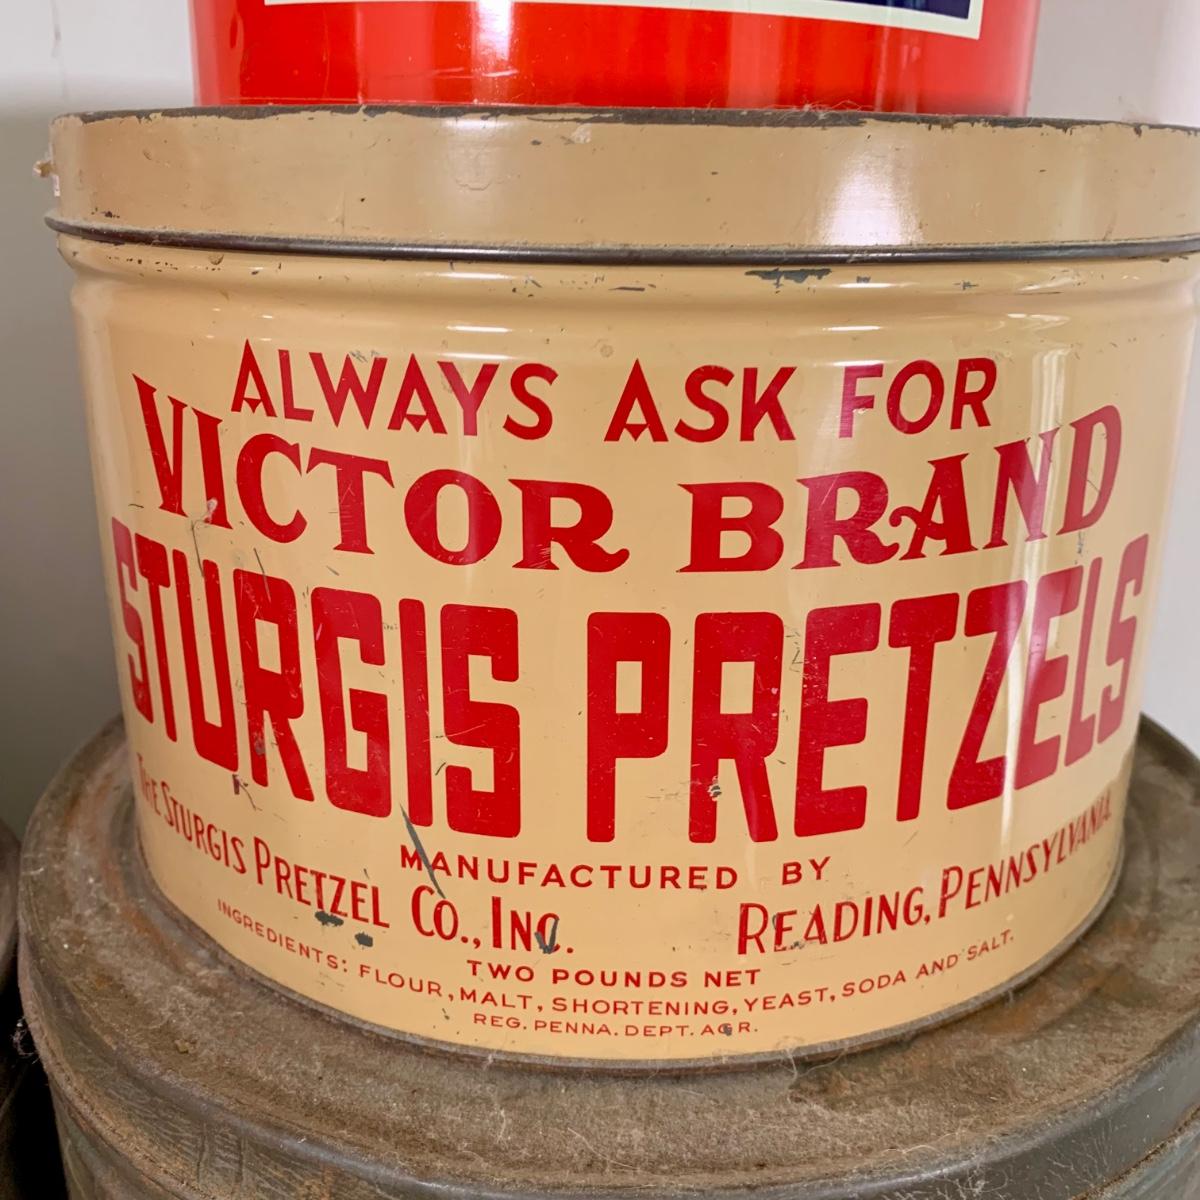 ALWAYS ASK FOR
VICTOR BRAND
STURGIS PRETZELS
MANUFACTURED BY
THE STURGIS PRETZEL CO., INC. READING, PENNSYLVANIA.
TWO POUNDS NET
INGREDIENTS: FLOUR, MALT, SHORTENING, YEAST, SODA AND SALT.
REG. PENNA. DEPT. AGR.